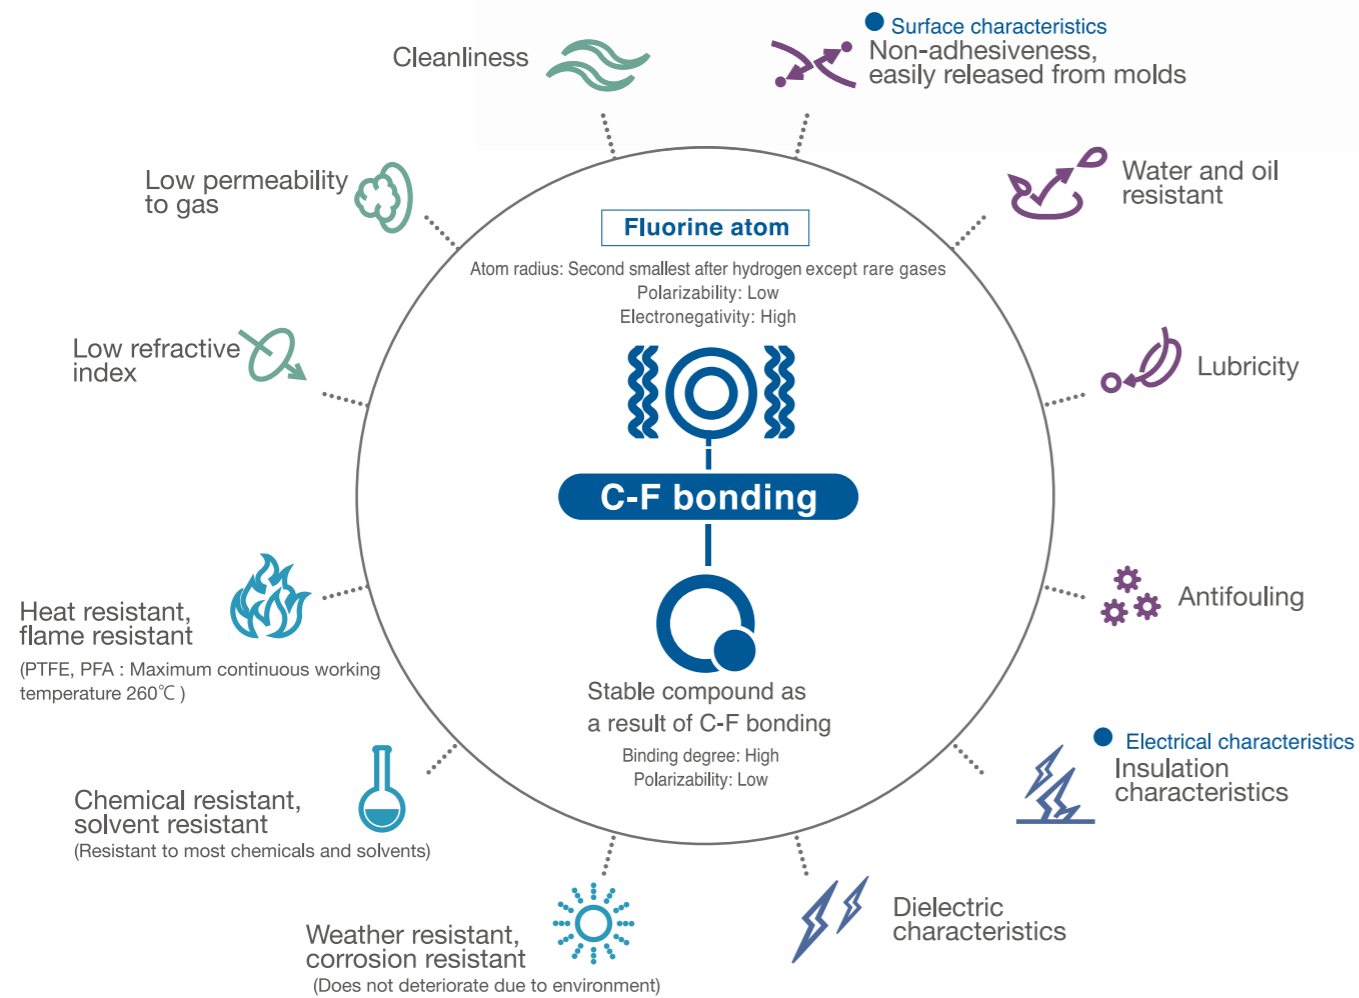 Cleanliness
Surface characteristics
Non-adhesiveness,
easily released from molds
Low permeability
to gas
Water and oil
resistant
Fluorine atom
Atom radius: Second smallest after hydrogen except rare gases
Polarizability: Low
Electronegativity: High
Low refractive
index
Lubricity
C-F bonding
Heat resistant,
flame resistant
(PTFE, PFA : Maximum continuous working
temperature 260℃ )
Antifouling
Stable compound as
a result of C-F bonding
Binding degree: High
Polarizability: Low
Electrical characteristics
Insulation
characteristics
Chemical resistant,
solvent resistant
(Resistant to most chemicals and solvents)
Dielectric
characteristics
Weather resistant,
corrosion resistant
(Does not deteriorate due to environment)